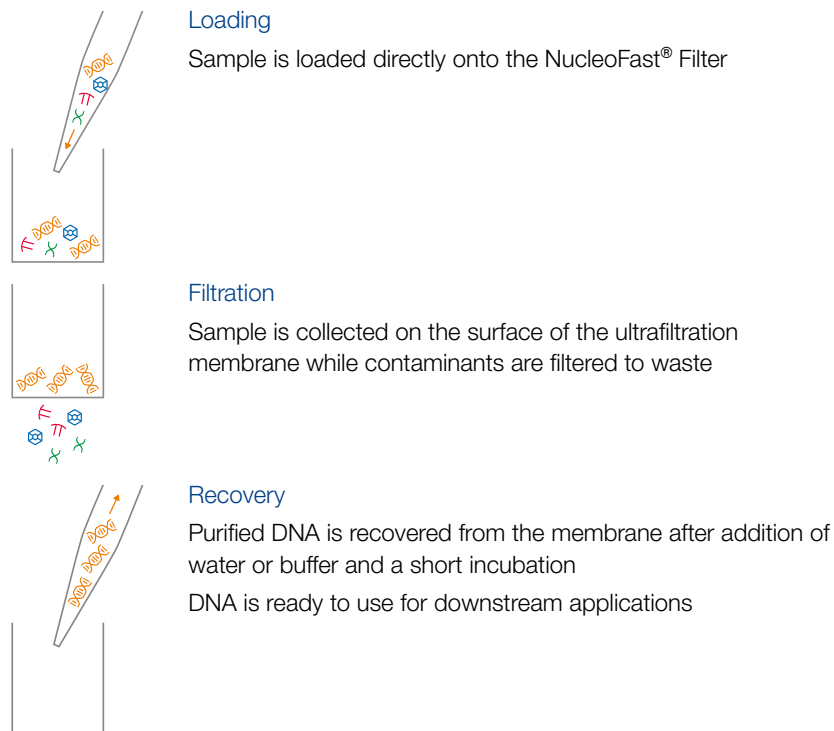 Loading
Sample is loaded directly onto the NucleoFast® Filter
Filtration
Sample is collected on the surface of the ultrafiltration
membrane while contaminants are filtered to waste
Recovery
Purified DNA is recovered from the membrane after addition of
water or buffer and a short incubation
DNA is ready to use for downstream applications